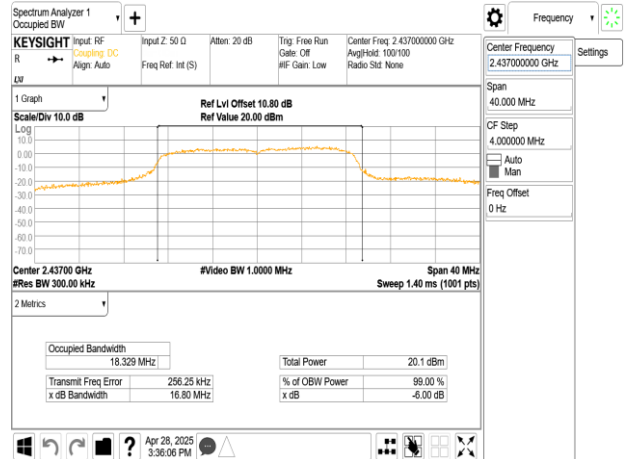 Spectrum Analyzer 1
Occupied BW
▼
+
Frequency
▼
KEYSIGHT
R
LXI
Input: RF
Coupling: DC
Align: Auto
Input Z: 50 Ω
Freq Ref: Int (S)
Atten: 20 dB
Trig: Free Run
Gate: Off
#IF Gain: Low
Center Freq: 2.437000000 GHz
Avg|Hold: 100/100
Radio Std: None
Center Frequency
2.437000000 GHz
Settings
Span
40.000 MHz
CF Step
4.000000 MHz
Auto
Man
Freq Offset
0 Hz
1 Graph
▼
Scale/Div 10.0 dB
Ref Lvl Offset 10.80 dB
Ref Value 20.00 dBm
Log
10.0
0.00
-10.0
-20.0
-30.0
-40.0
-50.0
-60.0
-70.0
Center 2.43700 GHz
#Video BW 1.0000 MHz
Span 40 MHz
#Res BW 300.00 kHz
Sweep 1.40 ms (1001 pts)
2 Metrics
▼
Occupied Bandwidth
18.329 MHz
Total Power 20.1 dBm
Transmit Freq Error 256.25 kHz
% of OBW Power 99.00 %
x dB Bandwidth 16.80 MHz
x dB -6.00 dB
?
Apr 28, 2025
3:36:06 PM